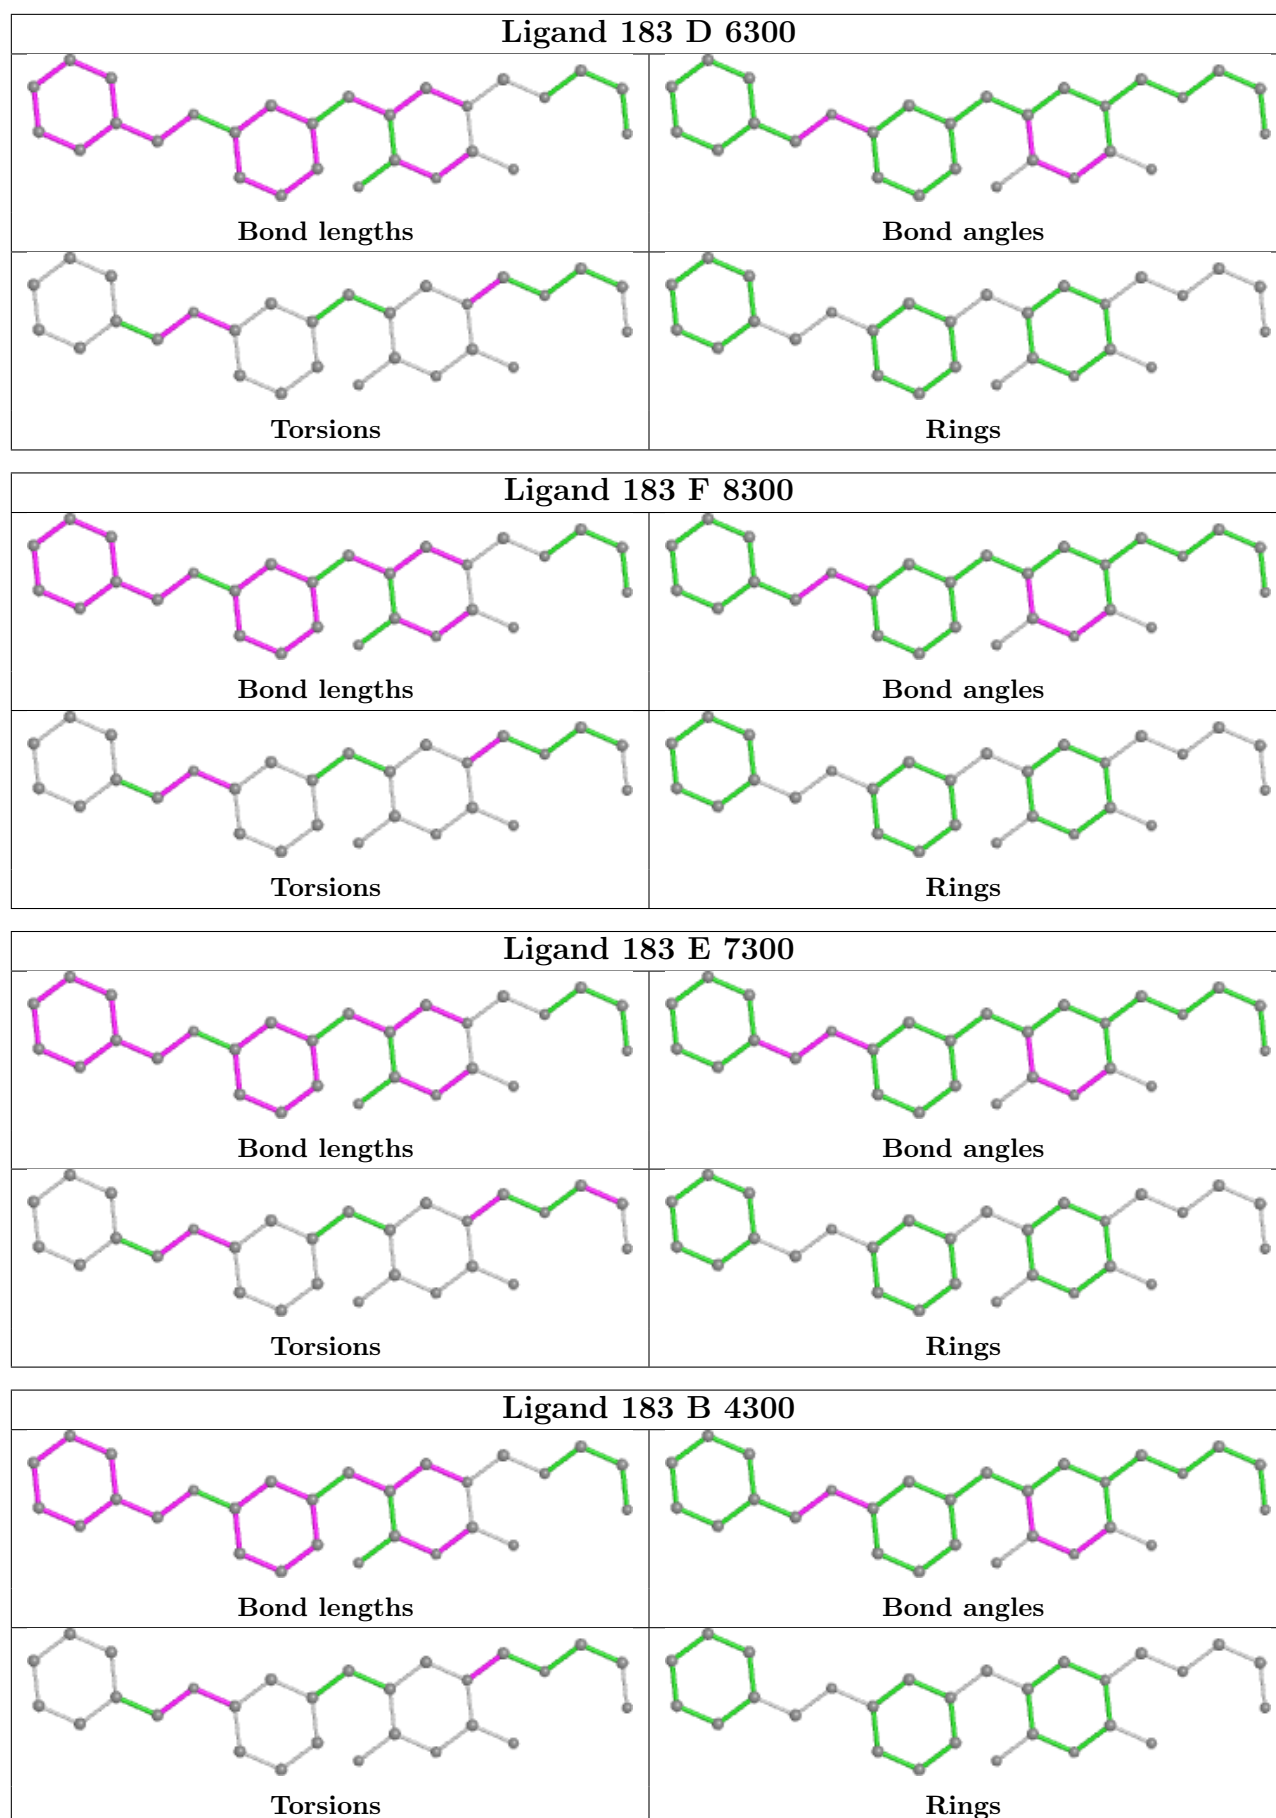 Ligand 183 D 6300
Bond lengths
Bond angles
Torsions
Rings
Ligand 183 F 8300
Bond lengths
Bond angles
Torsions
Rings
Ligand 183 E 7300
Bond lengths
Bond angles
Torsions
Rings
Ligand 183 B 4300
Bond lengths
Bond angles
Torsions
Rings